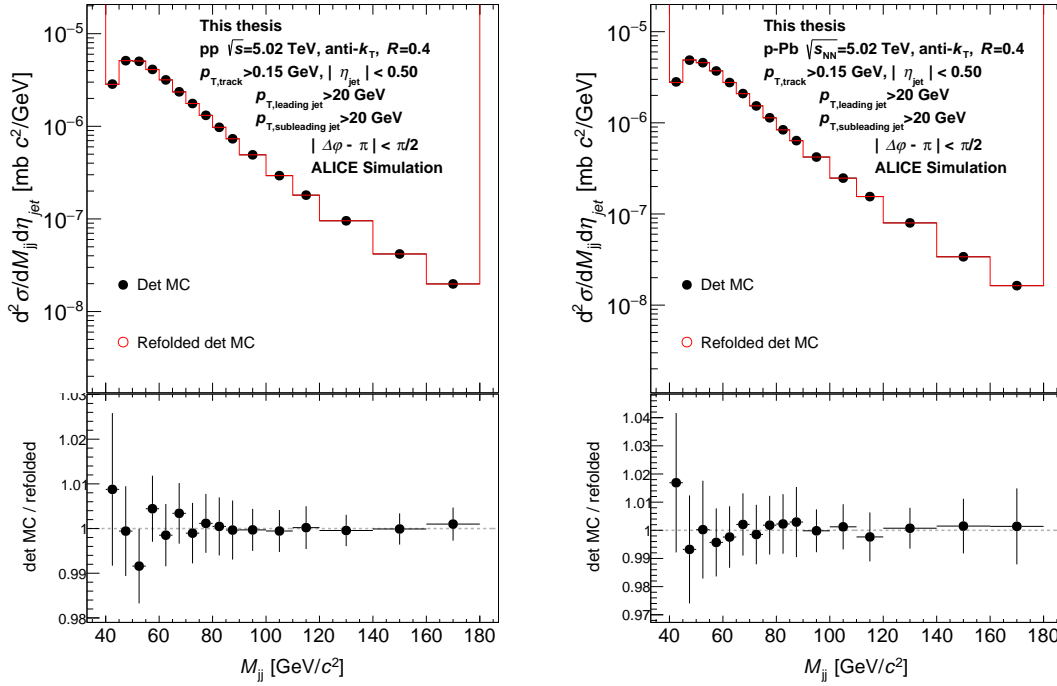 This thesis
pp √s=5.02 TeV, anti-kT, R=0.4
pT,track>0.15 GeV, | ηjet | < 0.50
pT,leading jet>20 GeV
pT,subleading jet>20 GeV
| Δφ - π | < π/2
ALICE Simulation
d² σ/dMjj dηjet [mb c²/GeV]
10⁻⁵
10⁻⁶
10⁻⁷
10⁻⁸
Det MC
Refolded det MC
det MC / refolded
1.03
1.02
1.01
1
0.99
0.98
40 60 80 100 120 140 160 180
Mjj [GeV/c²]
This thesis
p-Pb √sNN=5.02 TeV, anti-kT, R=0.4
pT,track>0.15 GeV, | ηjet | < 0.50
pT,leading jet>20 GeV
pT,subleading jet>20 GeV
| Δφ - π | < π/2
ALICE Simulation
d² σ/dMjj dηjet [mb c²/GeV]
10⁻⁵
10⁻⁶
10⁻⁷
10⁻⁸
Det MC
Refolded det MC
det MC / refolded
1.04
1.03
1.02
1.01
1
0.99
0.98
0.97
40 60 80 100 120 140 160 180
Mjj [GeV/c²]